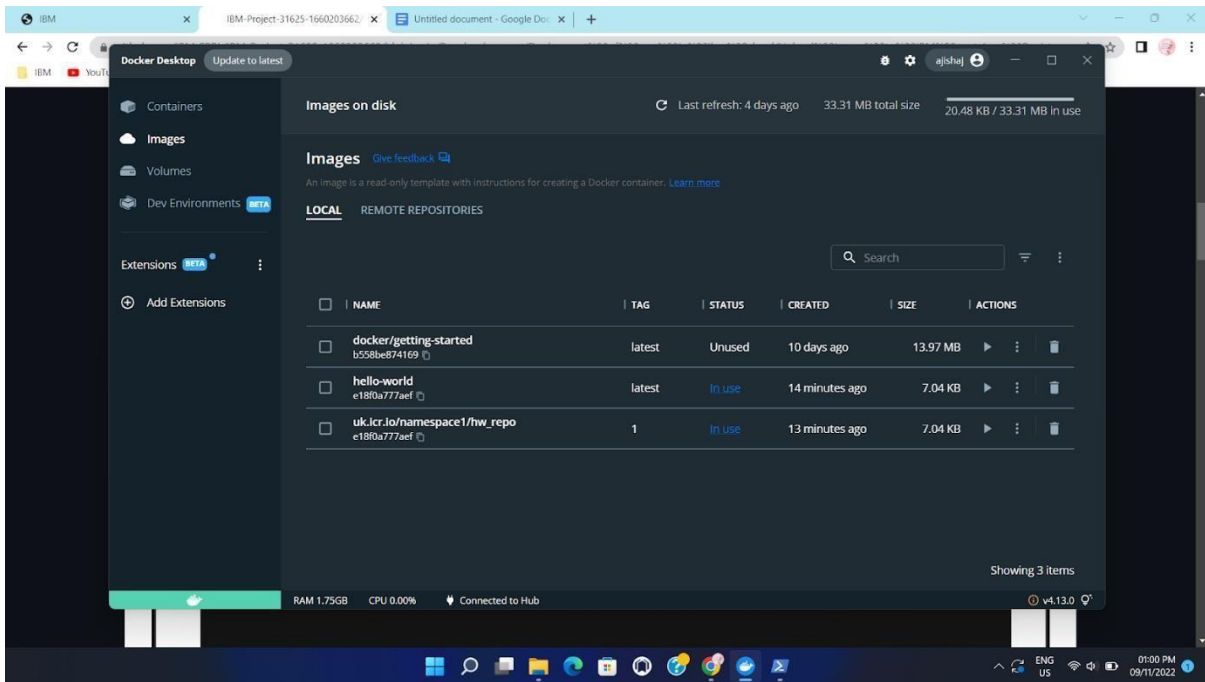 IBM
IBM-Project-31625-1660203662/
Untitled document - Google Doc
IBM
YouTu
Docker Desktop
Update to latest
ajishaj
Containers
Images
Volumes
Dev Environments BETA
Extensions BETA
Add Extensions
Images on disk
Last refresh: 4 days ago
33.31 MB total size
20.48 KB / 33.31 MB in use
Images Give feedback
An image is a read-only template with instructions for creating a Docker container. Learn more
LOCAL REMOTE REPOSITORIES
Search
NAME TAG STATUS CREATED SIZE ACTIONS
docker/getting-started
b558be874169
latest Unused 10 days ago 13.97 MB
hello-world
e18f0a777aef
latest In use 14 minutes ago 7.04 KB
uk.icr.io/namespace1/hw_repo
e18f0a777aef
1 In use 13 minutes ago 7.04 KB
Showing 3 items
RAM 1.75GB CPU 0.00% Connected to Hub
v4.13.0
ENG
US
01:00 PM
09/11/2022
1